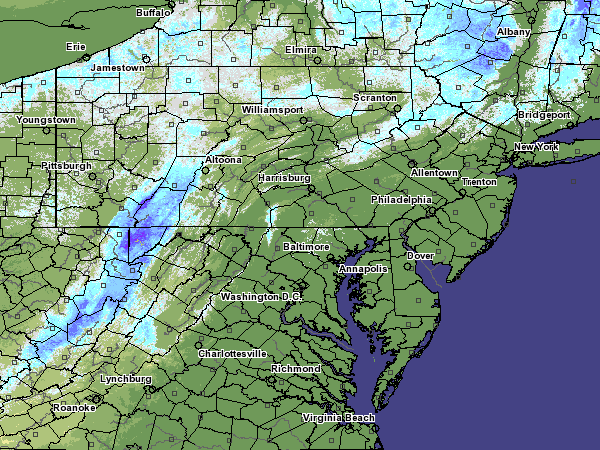 Buffalo
Albany
Erie
Elmira
Jamestown
Scranton
Williamsport
Bridgeport
Youngstown
New York
Altoona
Pittsburgh
Allentown
Harrisburg
Trenton
Philadelphia
Baltimore
Dover
Annapolis
Washington D.C.
Charlottesville
Richmond
Lynchburg
Roanoke
Virginia Beach